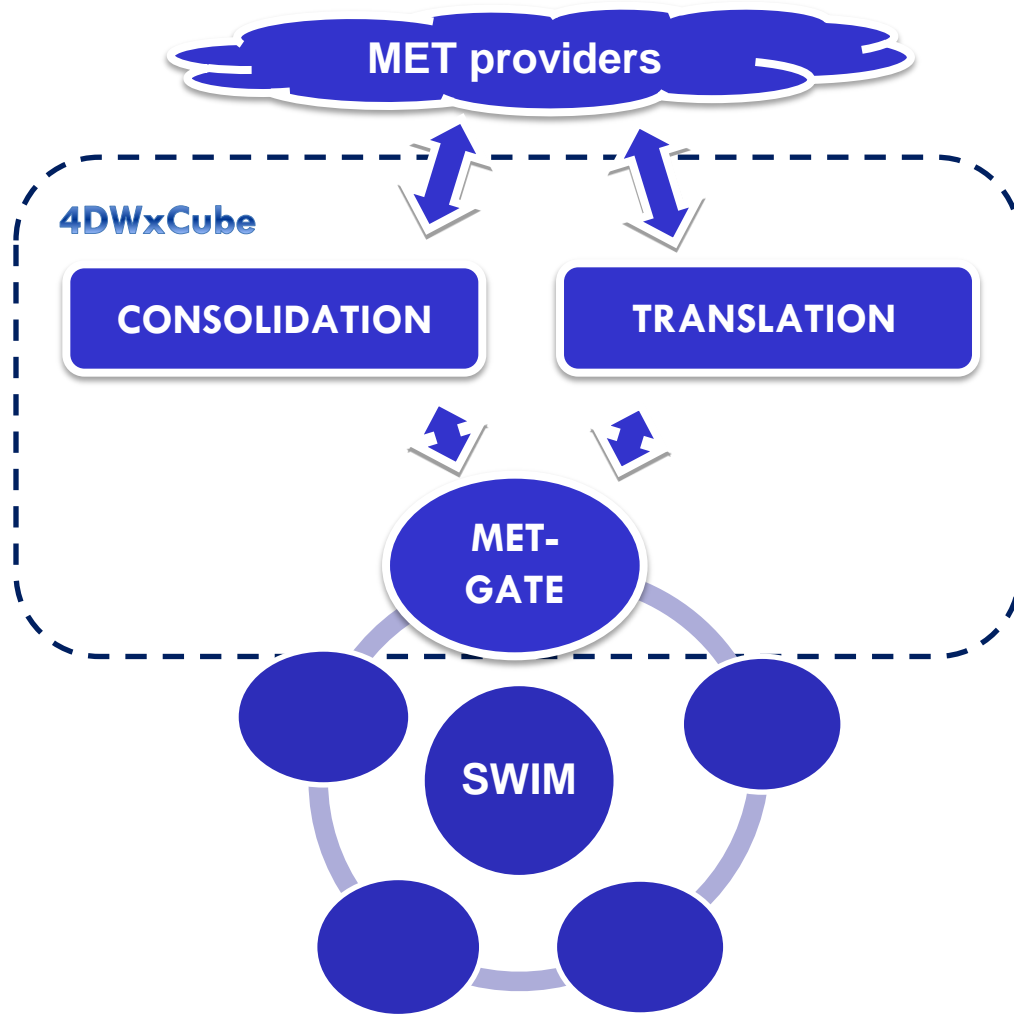 MET providers
4DWxCube
CONSOLIDATION
TRANSLATION
MET-
GATE
SWIM